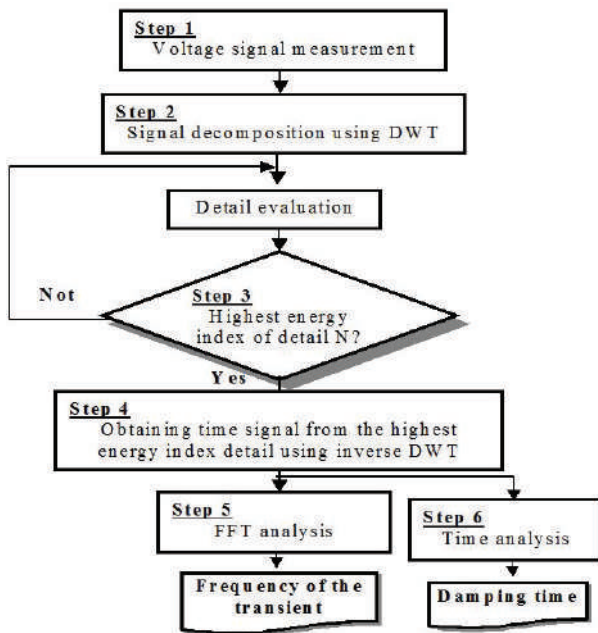 Step 1
Voltage signal measurement
Step 2
Signal decomposition using DWT
Detail evaluation
Not
Step 3
Highest energy
index of detail N?
Yes
Step 4
Obtaining time signal from the highest
energy index detail using inverse DWT
Step 5
FFT analysis
Step 6
Time analysis
Frequency of the
transient
Damping time